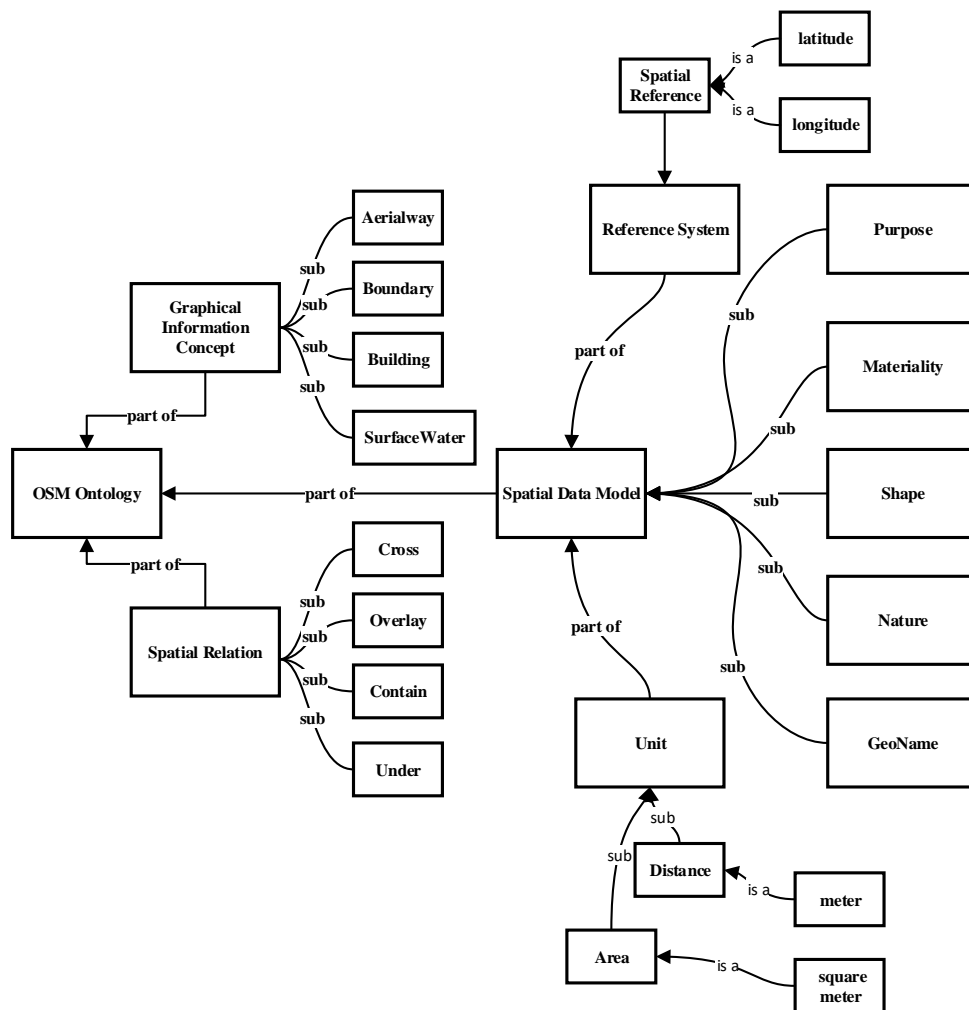 latitude
is a
Spatial
Reference
is a
longitude
Aerialway
Reference System
Purpose
sub
Boundary
sub
Graphical
Information
Concept
sub
sub
Building
part of
Materiality
sub
part of
sub
SurfaceWater
OSM Ontology
part of
Spatial Data Model
sub
Shape
Cross
part of
sub
sub
Overlay
sub
Nature
part of
Spatial Relation
sub
Contain
sub
sub
Unit
GeoName
Under
sub
sub
Distance
is a
meter
Area
is a
square
meter